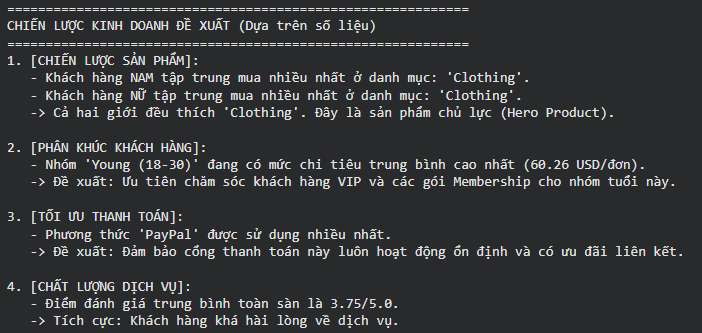 ==================================================================
CHIẾN LƯỢC KINH DOANH ĐỀ XUẤT (Dựa trên số liệu)
==================================================================
1. [CHIẾN LƯỢC SẢN PHẨM]:
   - Khách hàng NAM tập trung mua nhiều nhất ở danh mục: 'Clothing'.
   - Khách hàng NỮ tập trung mua nhiều nhất ở danh mục: 'Clothing'.
   -> Cả hai giới đều thích 'Clothing'. Đây là sản phẩm chủ lực (Hero Product).

2. [PHÂN KHÚC KHÁCH HÀNG]:
   - Nhóm 'Young (18-30)' đang có mức chi tiêu trung bình cao nhất (60.26 USD/đơn).
   -> Đề xuất: Ưu tiên chăm sóc khách hàng VIP và các gói Membership cho nhóm tuổi này.

3. [TỐI ƯU THANH TOÁN]:
   - Phương thức 'PayPal' được sử dụng nhiều nhất.
   -> Đề xuất: Đảm bảo cổng thanh toán này luôn hoạt động ổn định và có ưu đãi liên kết.

4. [CHẤT LƯỢNG DỊCH VỤ]:
   - Điểm đánh giá trung bình toàn sàn là 3.75/5.0.
   -> Tích cực: Khách hàng khá hài lòng về dịch vụ.